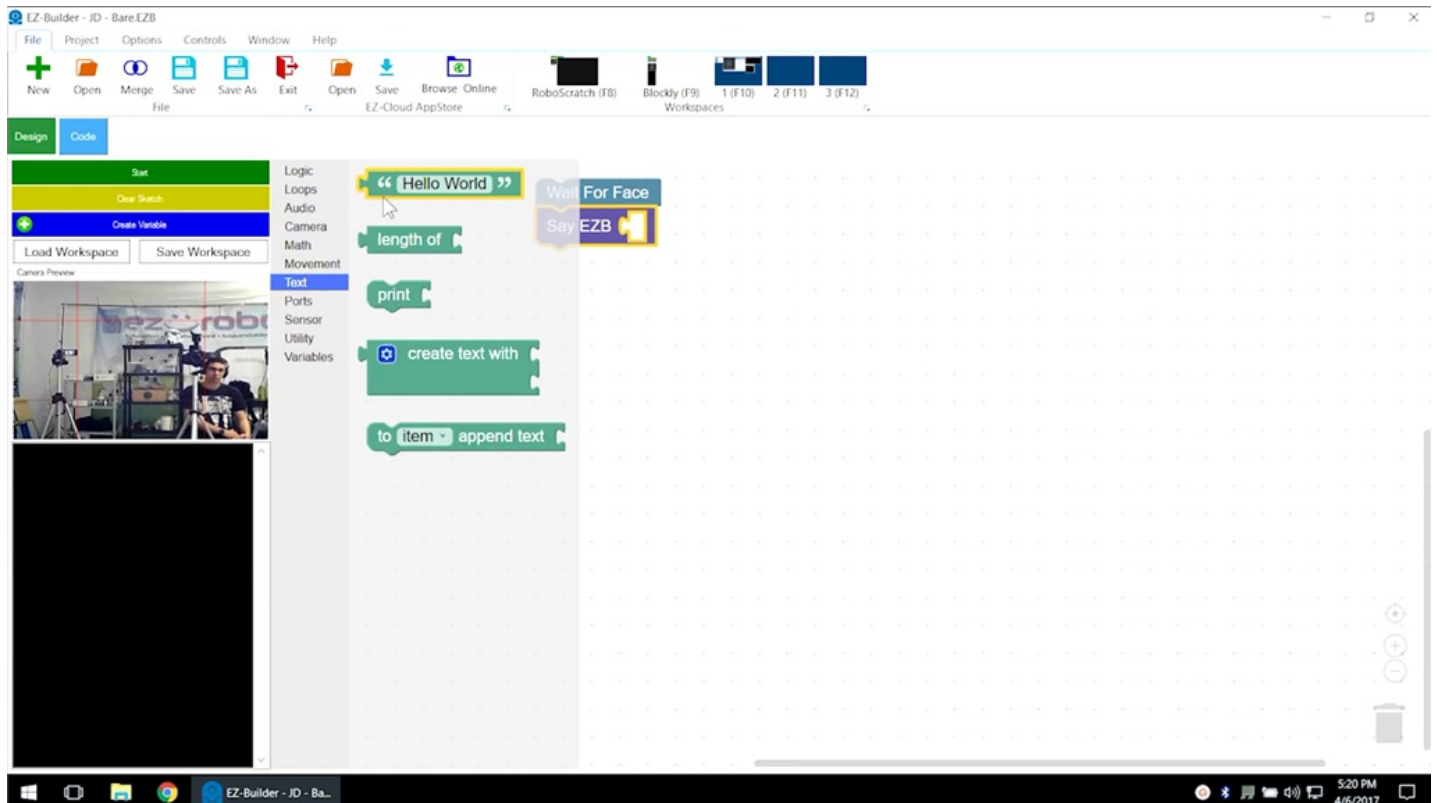 EZ-Builder - JD - Bare.EZB
File Project Options Controls Window Help
New Open Merge Save Save As Exit Open Save Browse Online RoboScratch (F8) Blockly (F9) 1 (F10) 2 (F11) 3 (F12)
File EZ-Cloud AppStore Workspaces
Design Code
Start
Clear Sketch
Create Variable
Load Workspace Save Workspace
Camera Preview
ez robo
Logic
Loops
Audio
Camera
Math
Movement
Text
Ports
Sensor
Utility
Variables
“ Hello World ”
length of
print
create text with
to item append text
Wait For Face
Say EZB
EZ-Builder - JD - Ba...
5:20 PM
4/6/2017